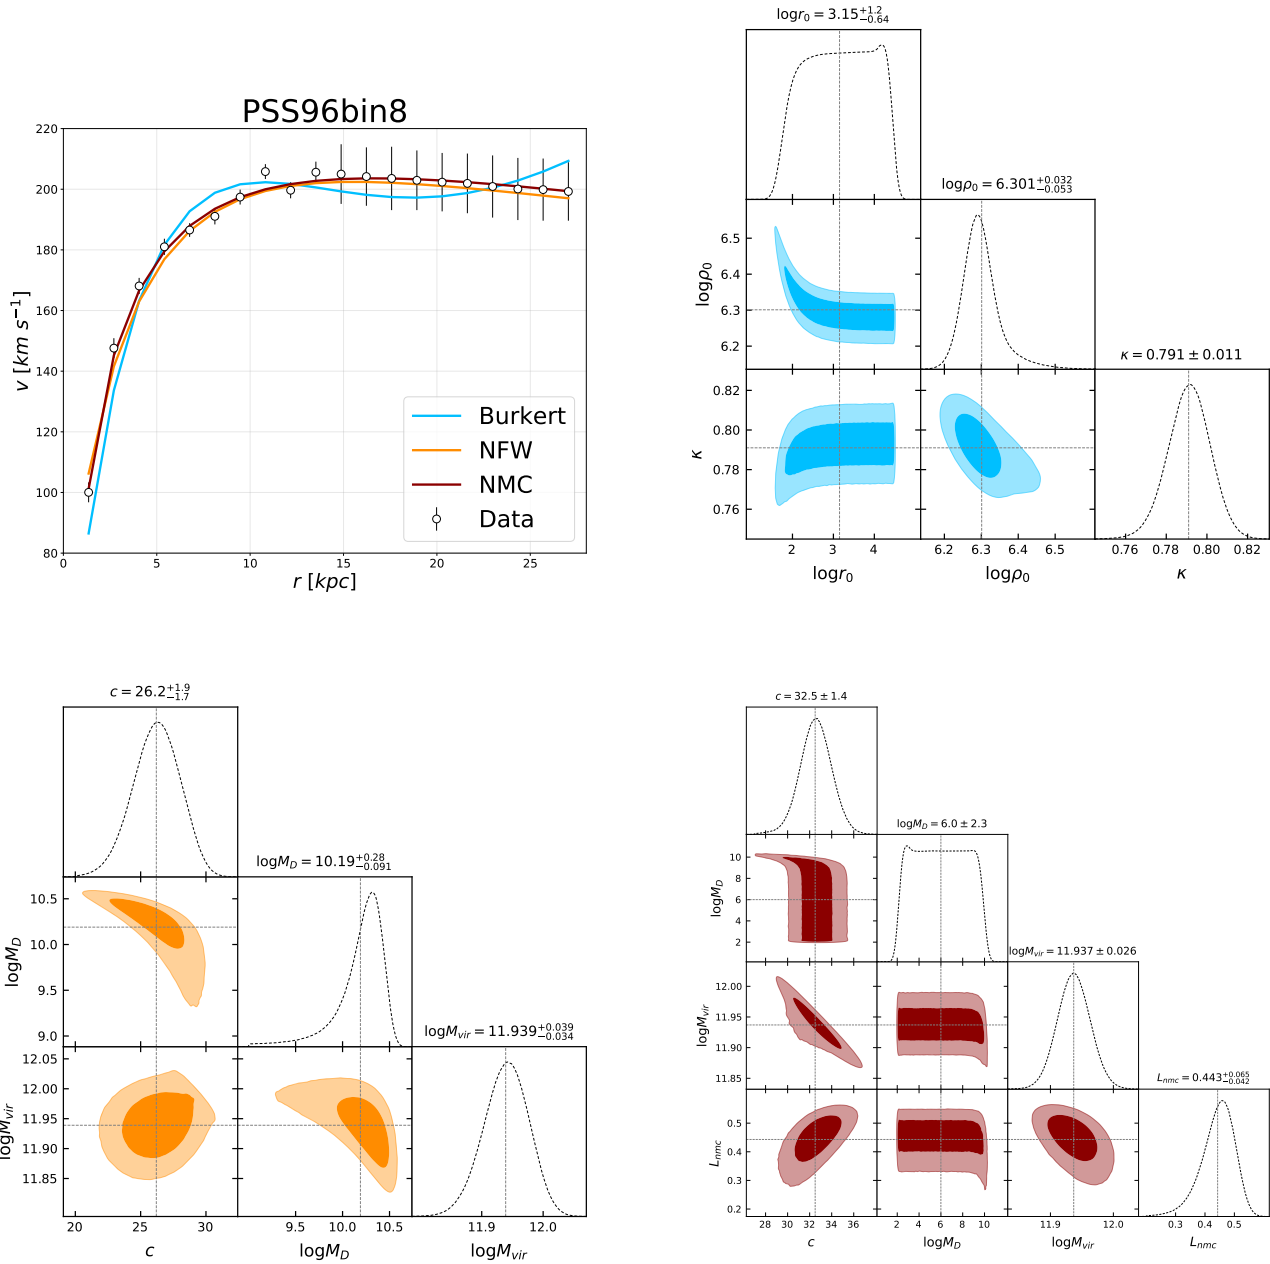 PSS96bin8
220
200
180
160
140
120
100
80
0 5 10 15 20 25
v [km s⁻¹]
r [kpc]
Burkert
NFW
NMC
Data
logr₀ = 3.15 +1.2 −0.64
logρ₀ = 6.301 +0.032 −0.053
κ = 0.791 ± 0.011
logρ₀
6.5
6.4
6.3
6.2
κ
0.82
0.80
0.78
0.76
2 3 4 6.2 6.3 6.4 6.5 0.76 0.78 0.80 0.82
logr₀ logρ₀ κ
c = 26.2 +1.9 −1.7
logM_D = 10.19 +0.28 −0.091
logM_vir = 11.939 +0.039 −0.034
logM_D
10.5
10.0
9.5
9.0
logM_vir
12.05
12.00
11.95
11.90
11.85
20 25 30 9.5 10.0 10.5 11.9 12.0
c logM_D logM_vir
c = 32.5 ± 1.4
logM_D = 6.0 ± 2.3
logM_vir = 11.937 ± 0.026
L_nmc = 0.443 +0.065 −0.042
logM_D
10
8
6
4
2
logM_vir
12.00
11.95
11.90
11.85
L_nmc
0.5
0.4
0.3
0.2
28 30 32 34 36 2 4 6 8 10 11.9 12.0 0.3 0.4 0.5
c logM_D logM_vir L_nmc